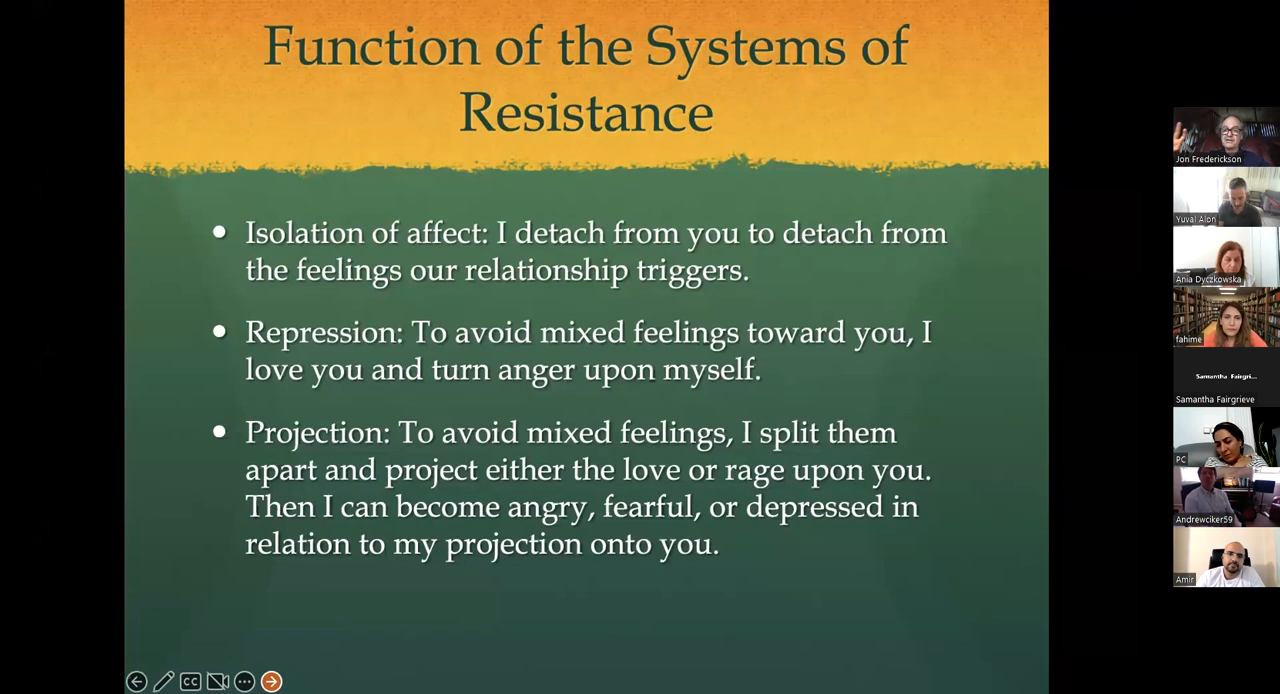 Function of the Systems of
Resistance
• Isolation of affect: I detach from you to detach from
the feelings our relationship triggers.
• Repression: To avoid mixed feelings toward you, I
love you and turn anger upon myself.
• Projection: To avoid mixed feelings, I split them
apart and project either the love or rage upon you.
Then I can become angry, fearful, or depressed in
relation to my projection onto you.
CC
Jon Frederickson
Yuval Alon
Ania Dyczkowska
fahime
Samantha Fairgri...
Samantha Fairgrieve
PC
Andrewciker59
Amir